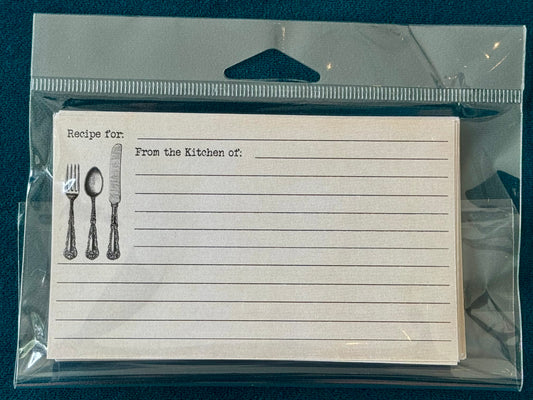 Recipe for:
From the Kitchen of: